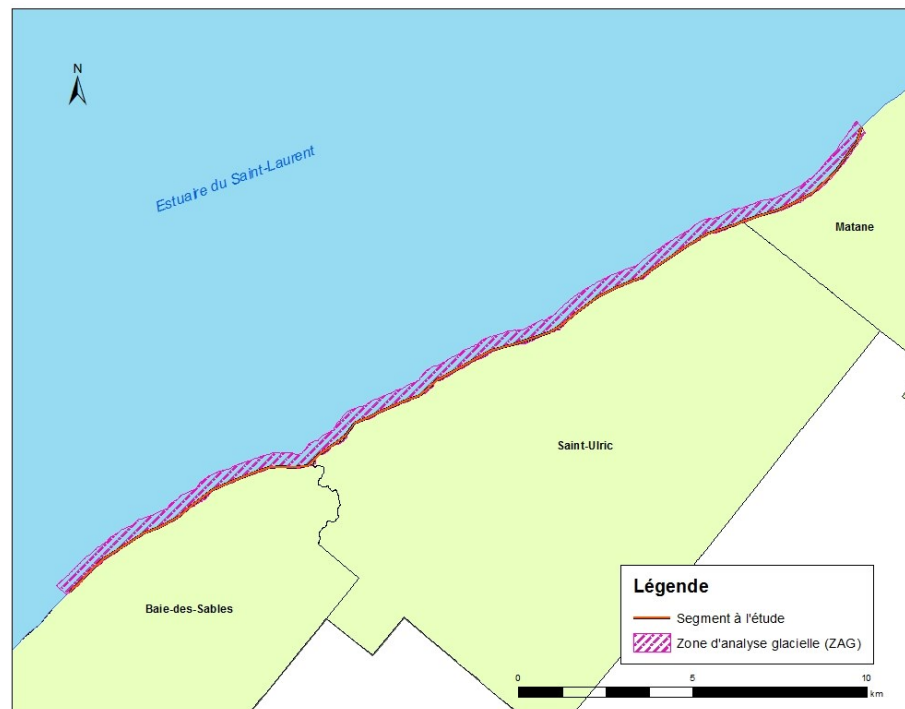 N
Estuaire du Saint-Laurent
Matane
Saint-Ulric
Baie-des-Sables
Légende
Segment à l'étude
Zone d'analyse glacielle (ZAG)
0 5 10
km